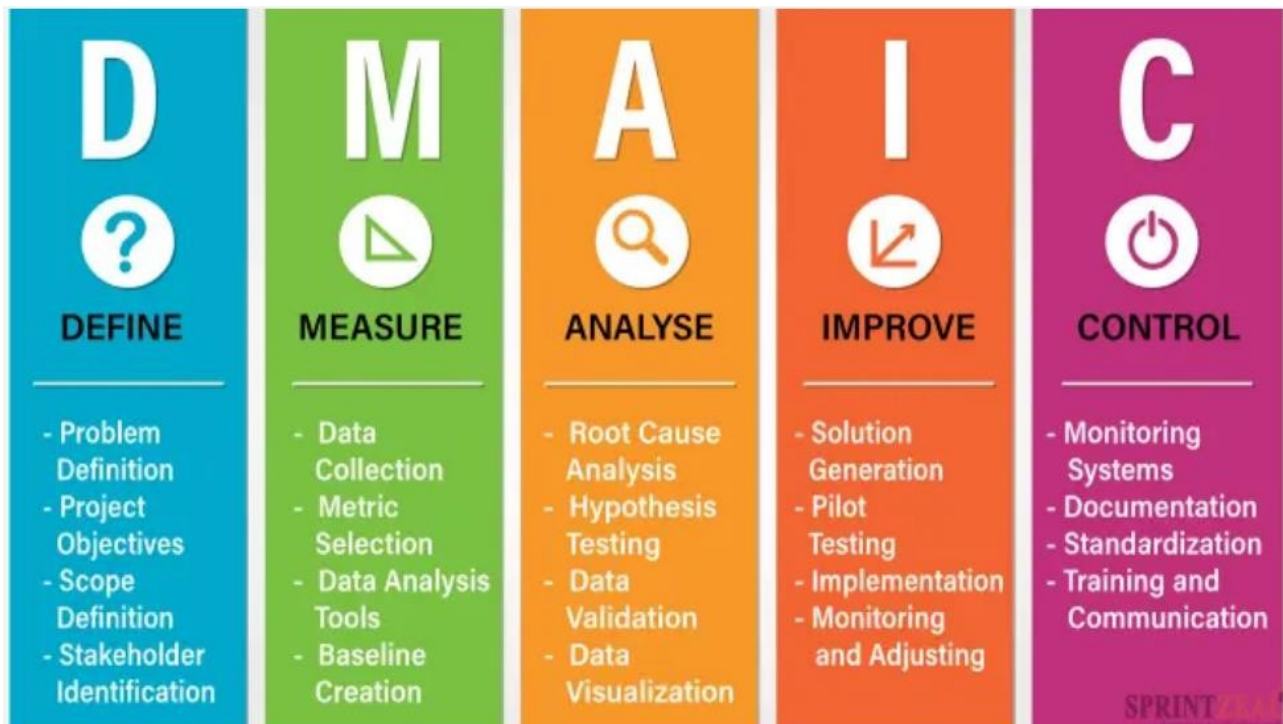 D
DEFINE
- Problem
Definition
- Project
Objectives
- Scope
Definition
- Stakeholder
Identification
M
MEASURE
- Data
Collection
- Metric
Selection
- Data Analysis
Tools
- Baseline
Creation
A
ANALYSE
- Root Cause
Analysis
- Hypothesis
Testing
- Data
Validation
- Data
Visualization
I
IMPROVE
- Solution
Generation
- Pilot
Testing
- Implementation
- Monitoring
and Adjusting
C
CONTROL
- Monitoring
Systems
- Documentation
- Standardization
- Training and
Communication
SPRINTZEAL